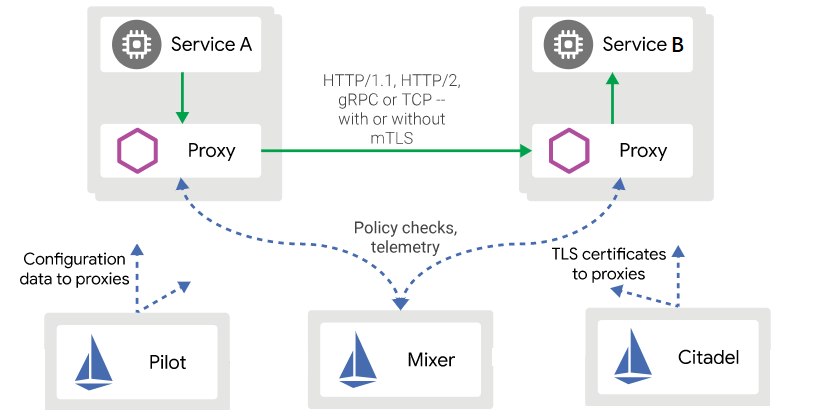 Service A
Service B
HTTP/1.1, HTTP/2,
gRPC or TCP --
with or without
mTLS
Proxy
Proxy
Policy checks,
telemetry
Configuration
data to proxies
TLS certificates
to proxies
Pilot
Mixer
Citadel